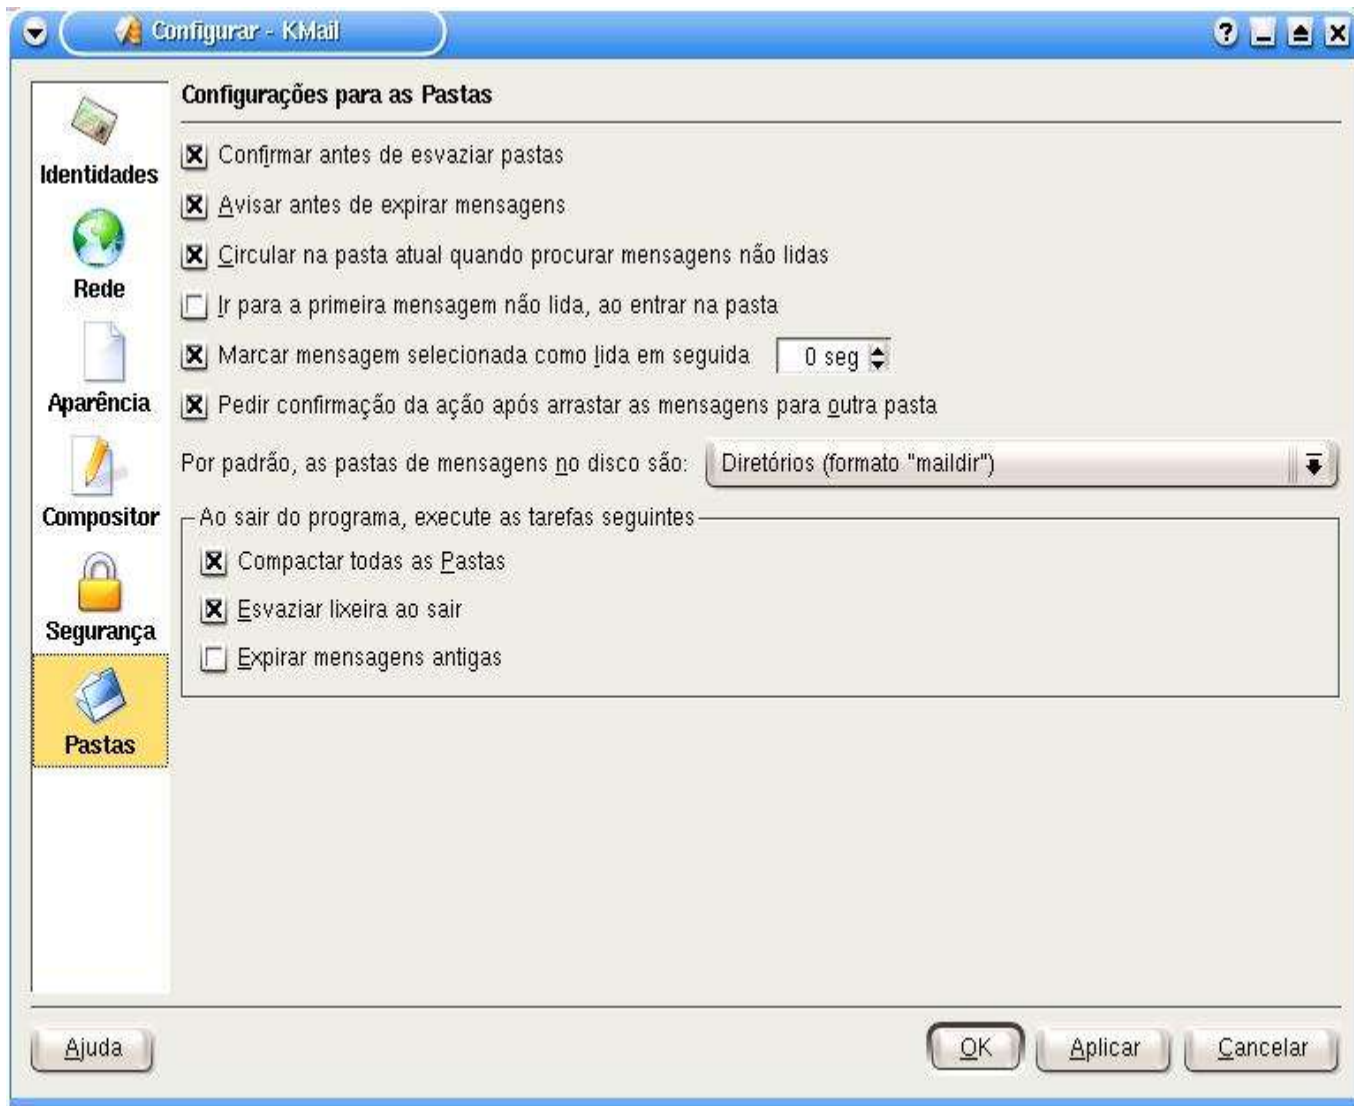 Configurar - KMail
Configurações para as Pastas
Identidades
Rede
Aparência
Compositor
Segurança
Pastas
Confirmar antes de esvaziar pastas
Avisar antes de expirar mensagens
Circular na pasta atual quando procurar mensagens não lidas
Ir para a primeira mensagem não lida, ao entrar na pasta
Marcar mensagem selecionada como lida em seguida 0 seg
Pedir confirmação da ação após arrastar as mensagens para outra pasta
Por padrão, as pastas de mensagens no disco são: Diretórios (formato "maildir")
Ao sair do programa, execute as tarefas seguintes
Compactar todas as Pastas
Esvaziar lixeira ao sair
Expirar mensagens antigas
Ajuda OK Aplicar Cancelar